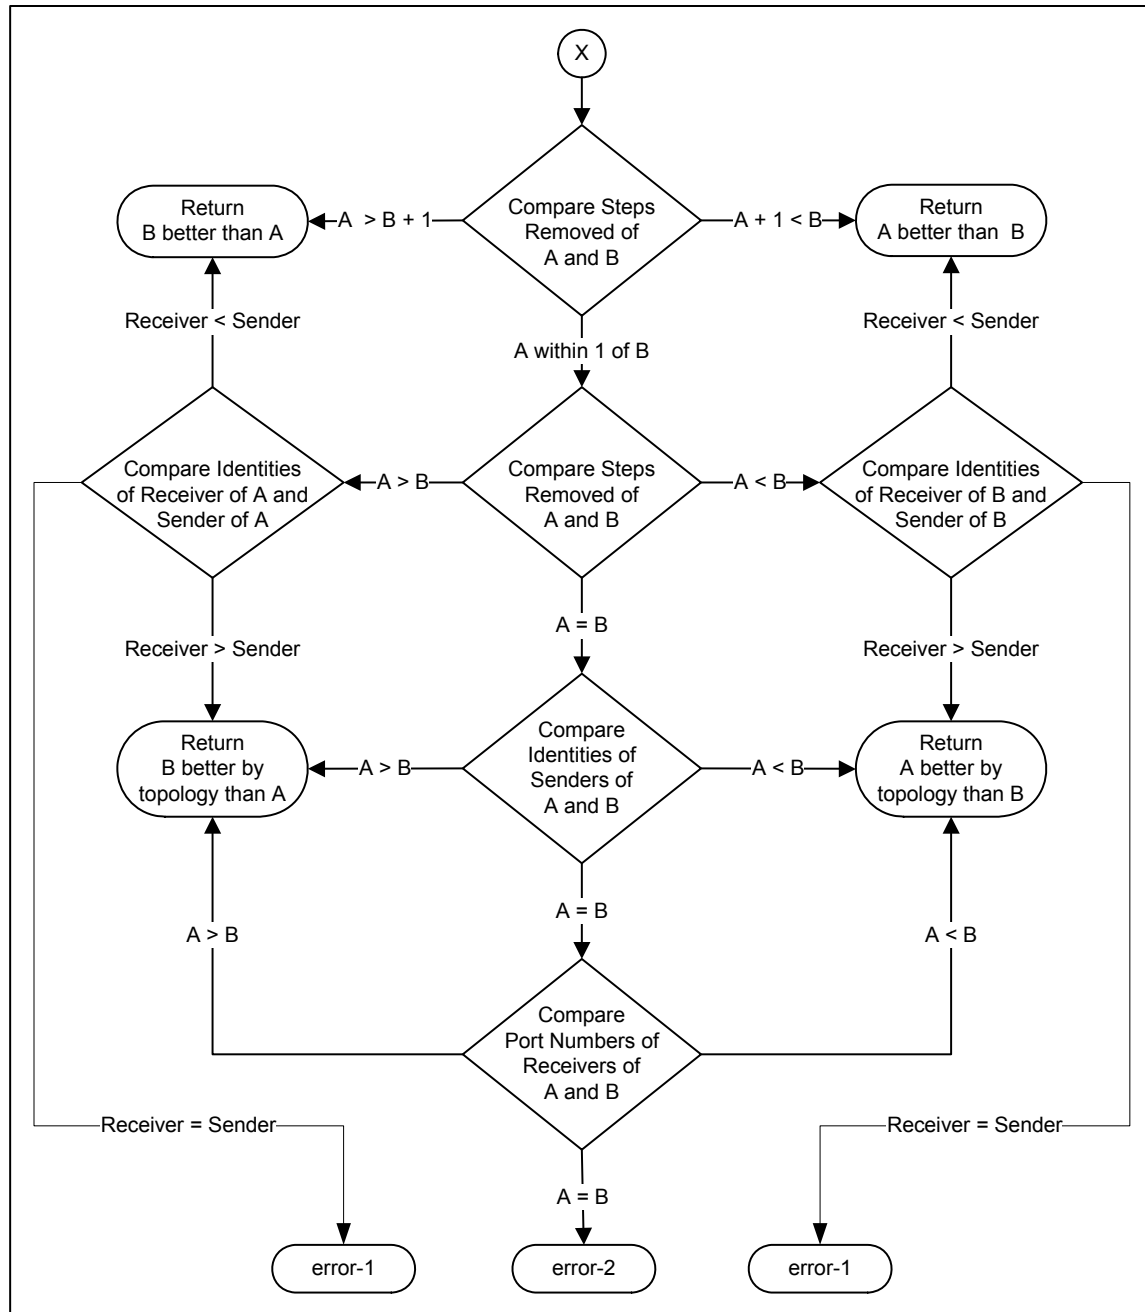 X
Compare Steps
Removed of
A and B
A > B + 1
Return
B better than A
A + 1 < B
Return
A better than B
Receiver < Sender
Receiver < Sender
A within 1 of B
Compare Identities
of Receiver of A and
Sender of A
A > B
Compare Steps
Removed of
A and B
A < B
Compare Identities
of Receiver of B and
Sender of B
A = B
Receiver > Sender
Receiver > Sender
Return
B better by
topology than A
A > B
Compare
Identities of
Senders of
A and B
A < B
Return
A better by
topology than B
A = B
A > B
A < B
Compare
Port Numbers of
Receivers of
A and B
Receiver = Sender
Receiver = Sender
A = B
error-1
error-2
error-1